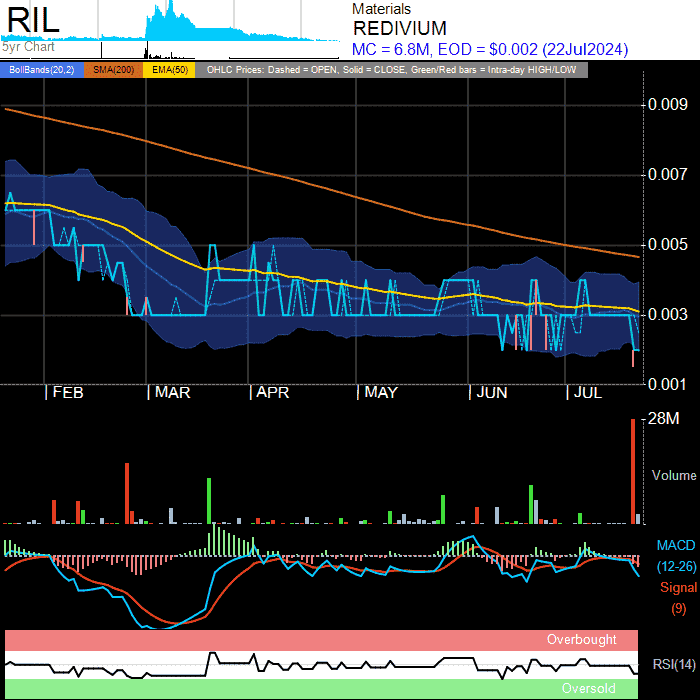 RIL
5yr Chart
Materials
REDIVIUM
MC = 6.8M, EOD = $0.002 (22Jul2024)
BollBands(20,2) SMA(200) EMA(50) OHLC Prices: Dashed = OPEN, Solid = CLOSE, Green/Red bars = Intra-day HIGH/LOW
0.009
0.007
0.005
0.003
0.001
FEB MAR APR MAY JUN JUL
28M
Volume
MACD
(12-26)
Signal
(9)
Overbought
RSI(14)
Oversold